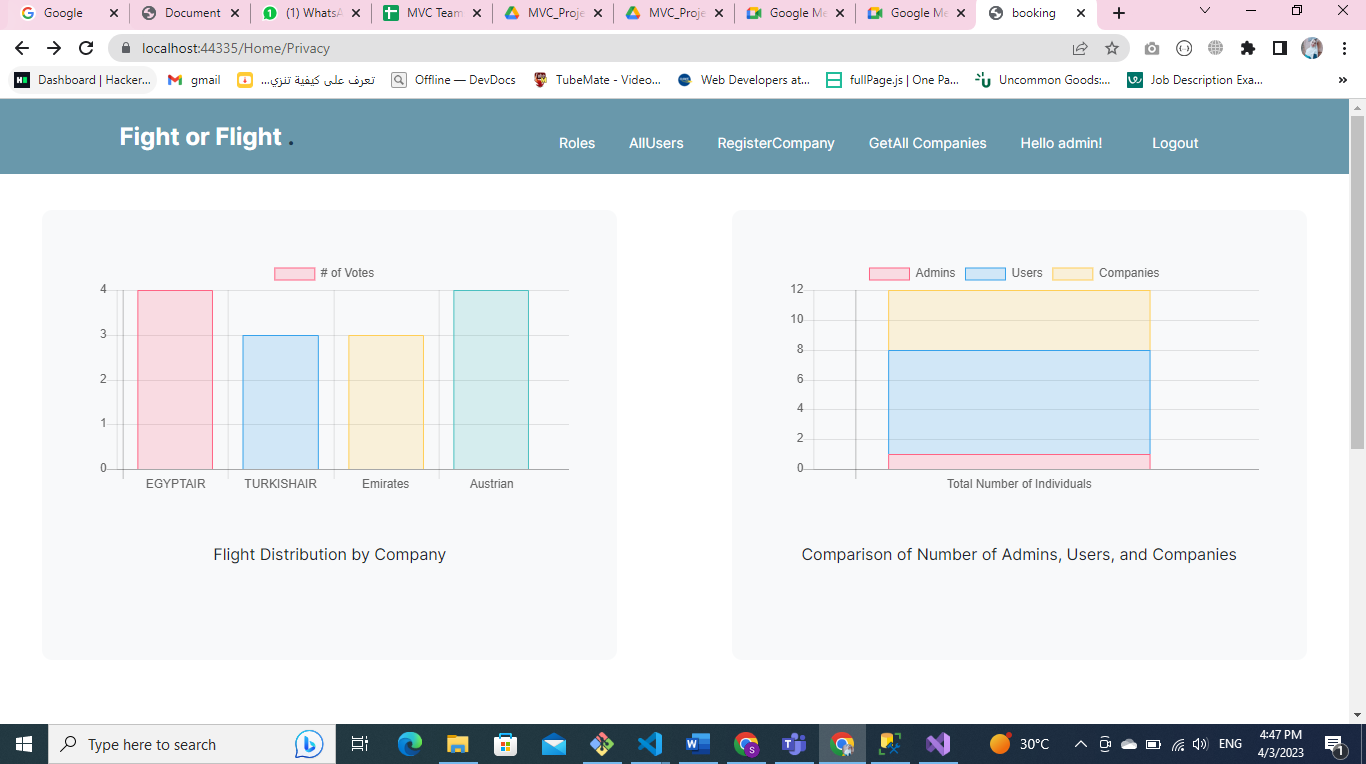 Google
Document
(1) WhatsA
MVC Team
MVC_Proje
MVC_Proje
Google Me
Google Me
booking
localhost:44335/Home/Privacy
Dashboard | Hacker...
gmail
تعرف على كيفية تنزي...
Offline — DevDocs
TubeMate - Video...
Web Developers at...
fullPage.js | One Pa...
Uncommon Goods:...
Job Description Exa...
»
Fight or Flight .
Roles
AllUsers
RegisterCompany
GetAll Companies
Hello admin!
Logout
# of Votes
4
3
2
1
0
EGYPTAIR
TURKISHAIR
Emirates
Austrian
Flight Distribution by Company
Admins
Users
Companies
12
10
8
6
4
2
0
Total Number of Individuals
Comparison of Number of Admins, Users, and Companies
Type here to search
30°C
ENG
4:47 PM
4/3/2023
1